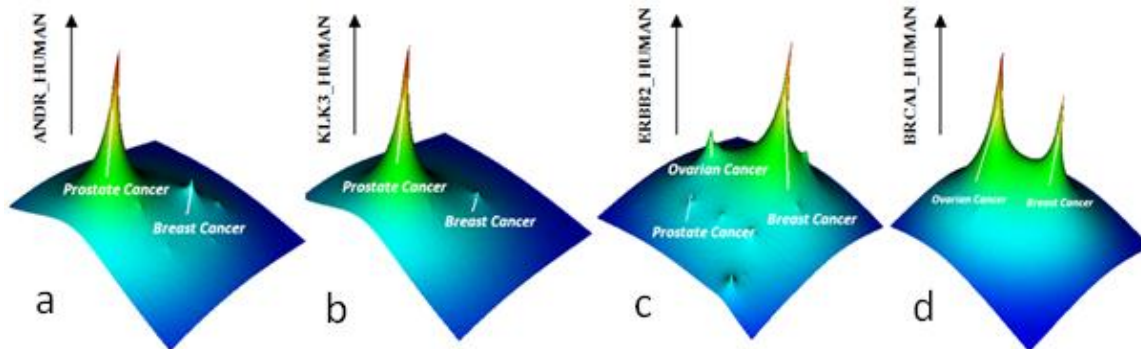 ANDR_HUMAN
Prostate Cancer
Breast Cancer
a
KLK3_HUMAN
Prostate Cancer
Breast Cancer
b
ERBB2_HUMAN
Ovarian Cancer
Prostate Cancer
Breast Cancer
c
BRCA1_HUMAN
Ovarian Cancer
Breast Cancer
d